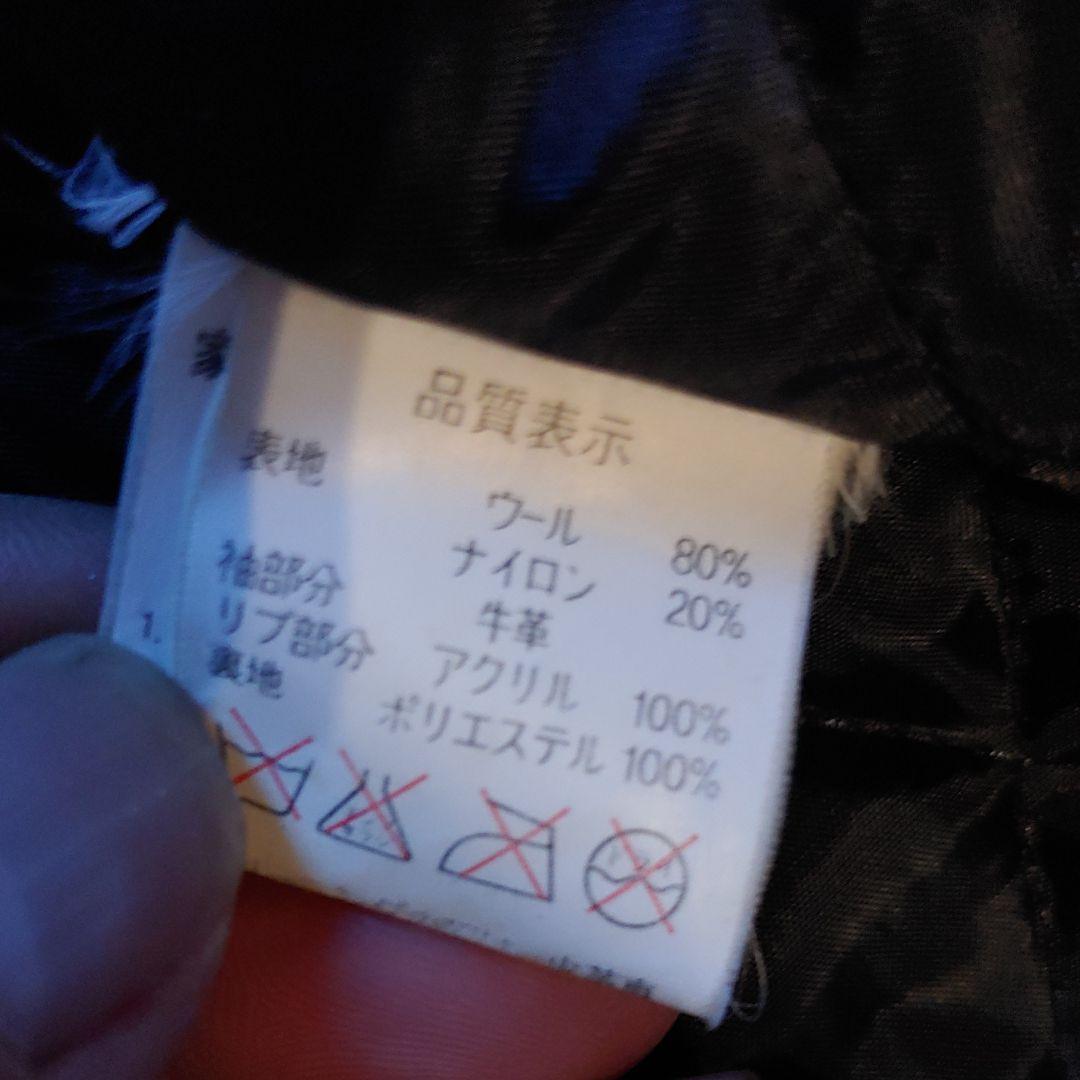 品質表示
表地 ウール 80%
ナイロン 20%
袖部分 牛革
リブ部分 アクリル 100%
裏地 ポリエステル 100%
1.